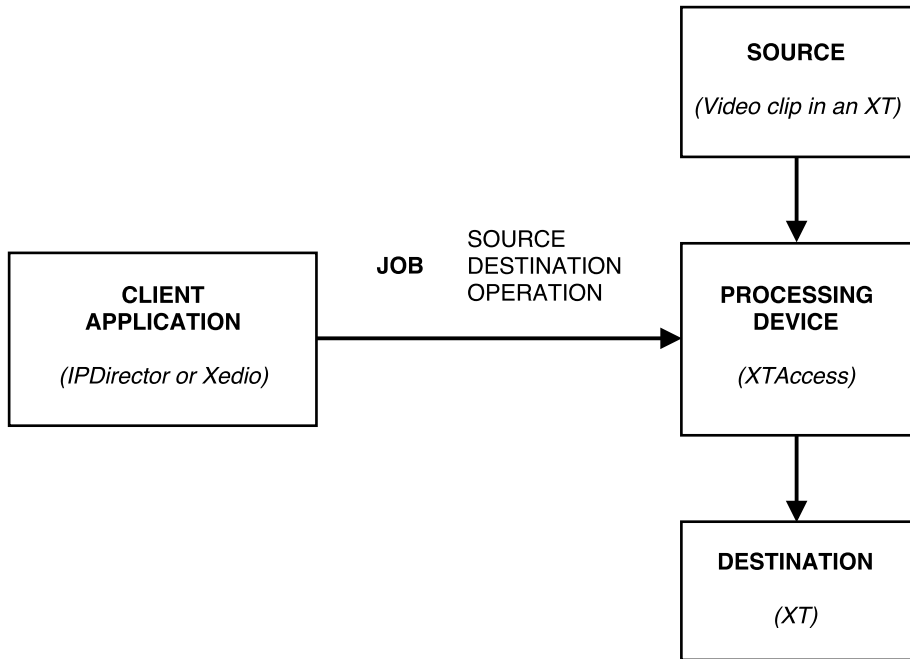 SOURCE
(Video clip in an XT)
JOB
SOURCE
DESTINATION
OPERATION
CLIENT
APPLICATION
(IPDirector or Xedio)
PROCESSING
DEVICE
(XTAccess)
DESTINATION
(XT)